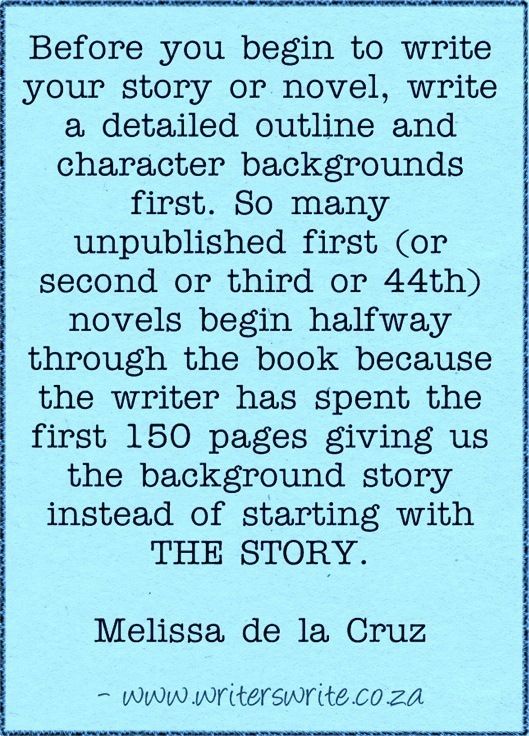 Before you begin to write
your story or novel, write
a detailed outline and
character backgrounds
first. So many
unpublished first (or
second or third or 44th)
novels begin halfway
through the book because
the writer has spent the
first 150 pages giving us
the background story
instead of starting with
THE STORY.
Melissa de la Cruz
- www.writerswrite.co.za